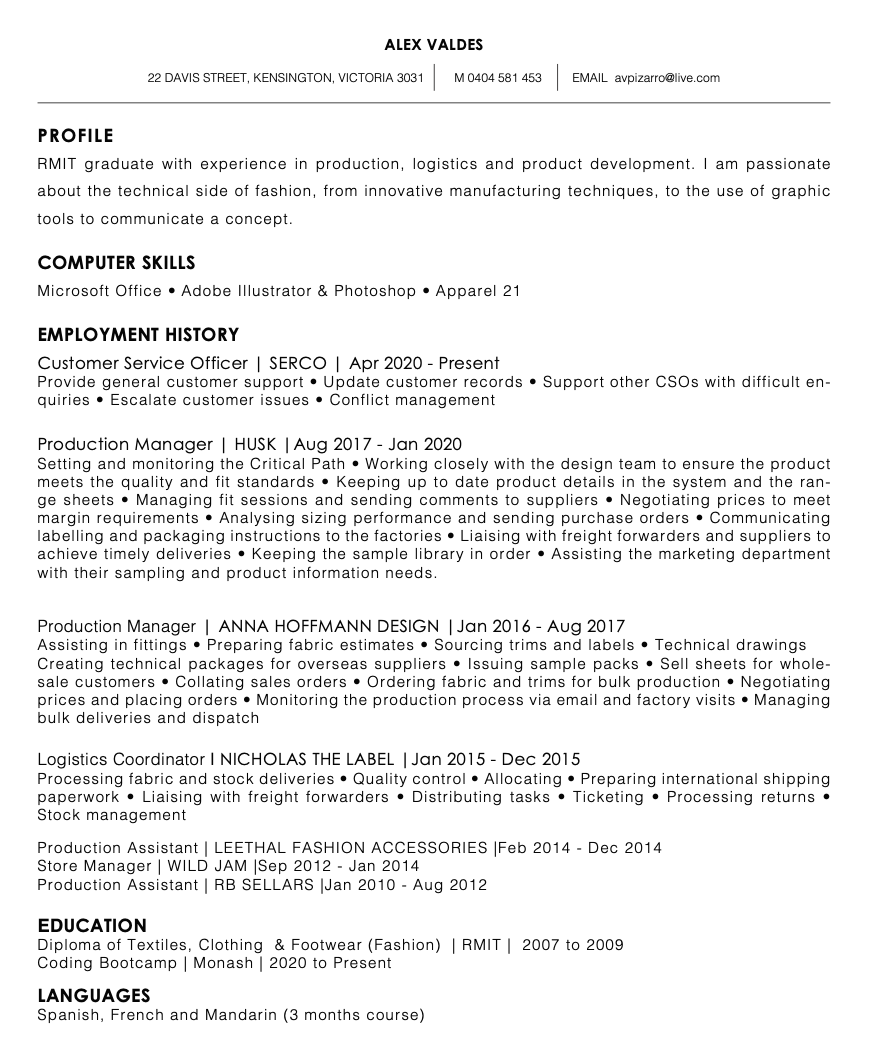 ALEX VALDES
22 DAVIS STREET, KENSINGTON, VICTORIA 3031 | M 0404 581 453 | EMAIL avpizarro@live.com
PROFILE
RMIT graduate with experience in production, logistics and product development. I am passionate
about the technical side of fashion, from innovative manufacturing techniques, to the use of graphic
tools to communicate a concept.
COMPUTER SKILLS
Microsoft Office • Adobe Illustrator & Photoshop • Apparel 21
EMPLOYMENT HISTORY
Customer Service Officer | SERCO | Apr 2020 - Present
Provide general customer support • Update customer records • Support other CSOs with difficult en-
quiries • Escalate customer issues • Conflict management
Production Manager | HUSK |Aug 2017 - Jan 2020
Setting and monitoring the Critical Path • Working closely with the design team to ensure the product
meets the quality and fit standards • Keeping up to date product details in the system and the ran-
ge sheets • Managing fit sessions and sending comments to suppliers • Negotiating prices to meet
margin requirements • Analysing sizing performance and sending purchase orders • Communicating
labelling and packaging instructions to the factories • Liaising with freight forwarders and suppliers to
achieve timely deliveries • Keeping the sample library in order • Assisting the marketing department
with their sampling and product information needs.
Production Manager | ANNA HOFFMANN DESIGN |Jan 2016 - Aug 2017
Assisting in fittings • Preparing fabric estimates • Sourcing trims and labels • Technical drawings
Creating technical packages for overseas suppliers • Issuing sample packs • Sell sheets for whole-
sale customers • Collating sales orders • Ordering fabric and trims for bulk production • Negotiating
prices and placing orders • Monitoring the production process via email and factory visits • Managing
bulk deliveries and dispatch
Logistics Coordinator I NICHOLAS THE LABEL |Jan 2015 - Dec 2015
Processing fabric and stock deliveries • Quality control • Allocating • Preparing international shipping
paperwork • Liaising with freight forwarders • Distributing tasks • Ticketing • Processing returns •
Stock management
Production Assistant | LEETHAL FASHION ACCESSORIES |Feb 2014 - Dec 2014
Store Manager | WILD JAM |Sep 2012 - Jan 2014
Production Assistant | RB SELLARS |Jan 2010 - Aug 2012
EDUCATION
Diploma of Textiles, Clothing & Footwear (Fashion) | RMIT | 2007 to 2009
Coding Bootcamp | Monash | 2020 to Present
LANGUAGES
Spanish, French and Mandarin (3 months course)